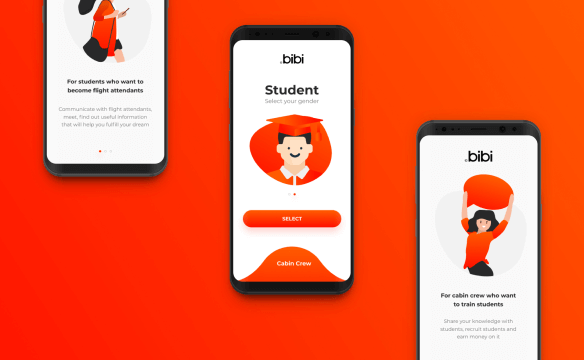 For students who want to
become flight attendants
Communicate with flight attendants,
meet, find out useful information
that will help you fulfil your dream
.bibi
Student
Select your gender
SELECT
Cabin Crew
.bibi
For cabin crew who want
to train students
Share your knowledge with
students, recruit students and
earn money on it